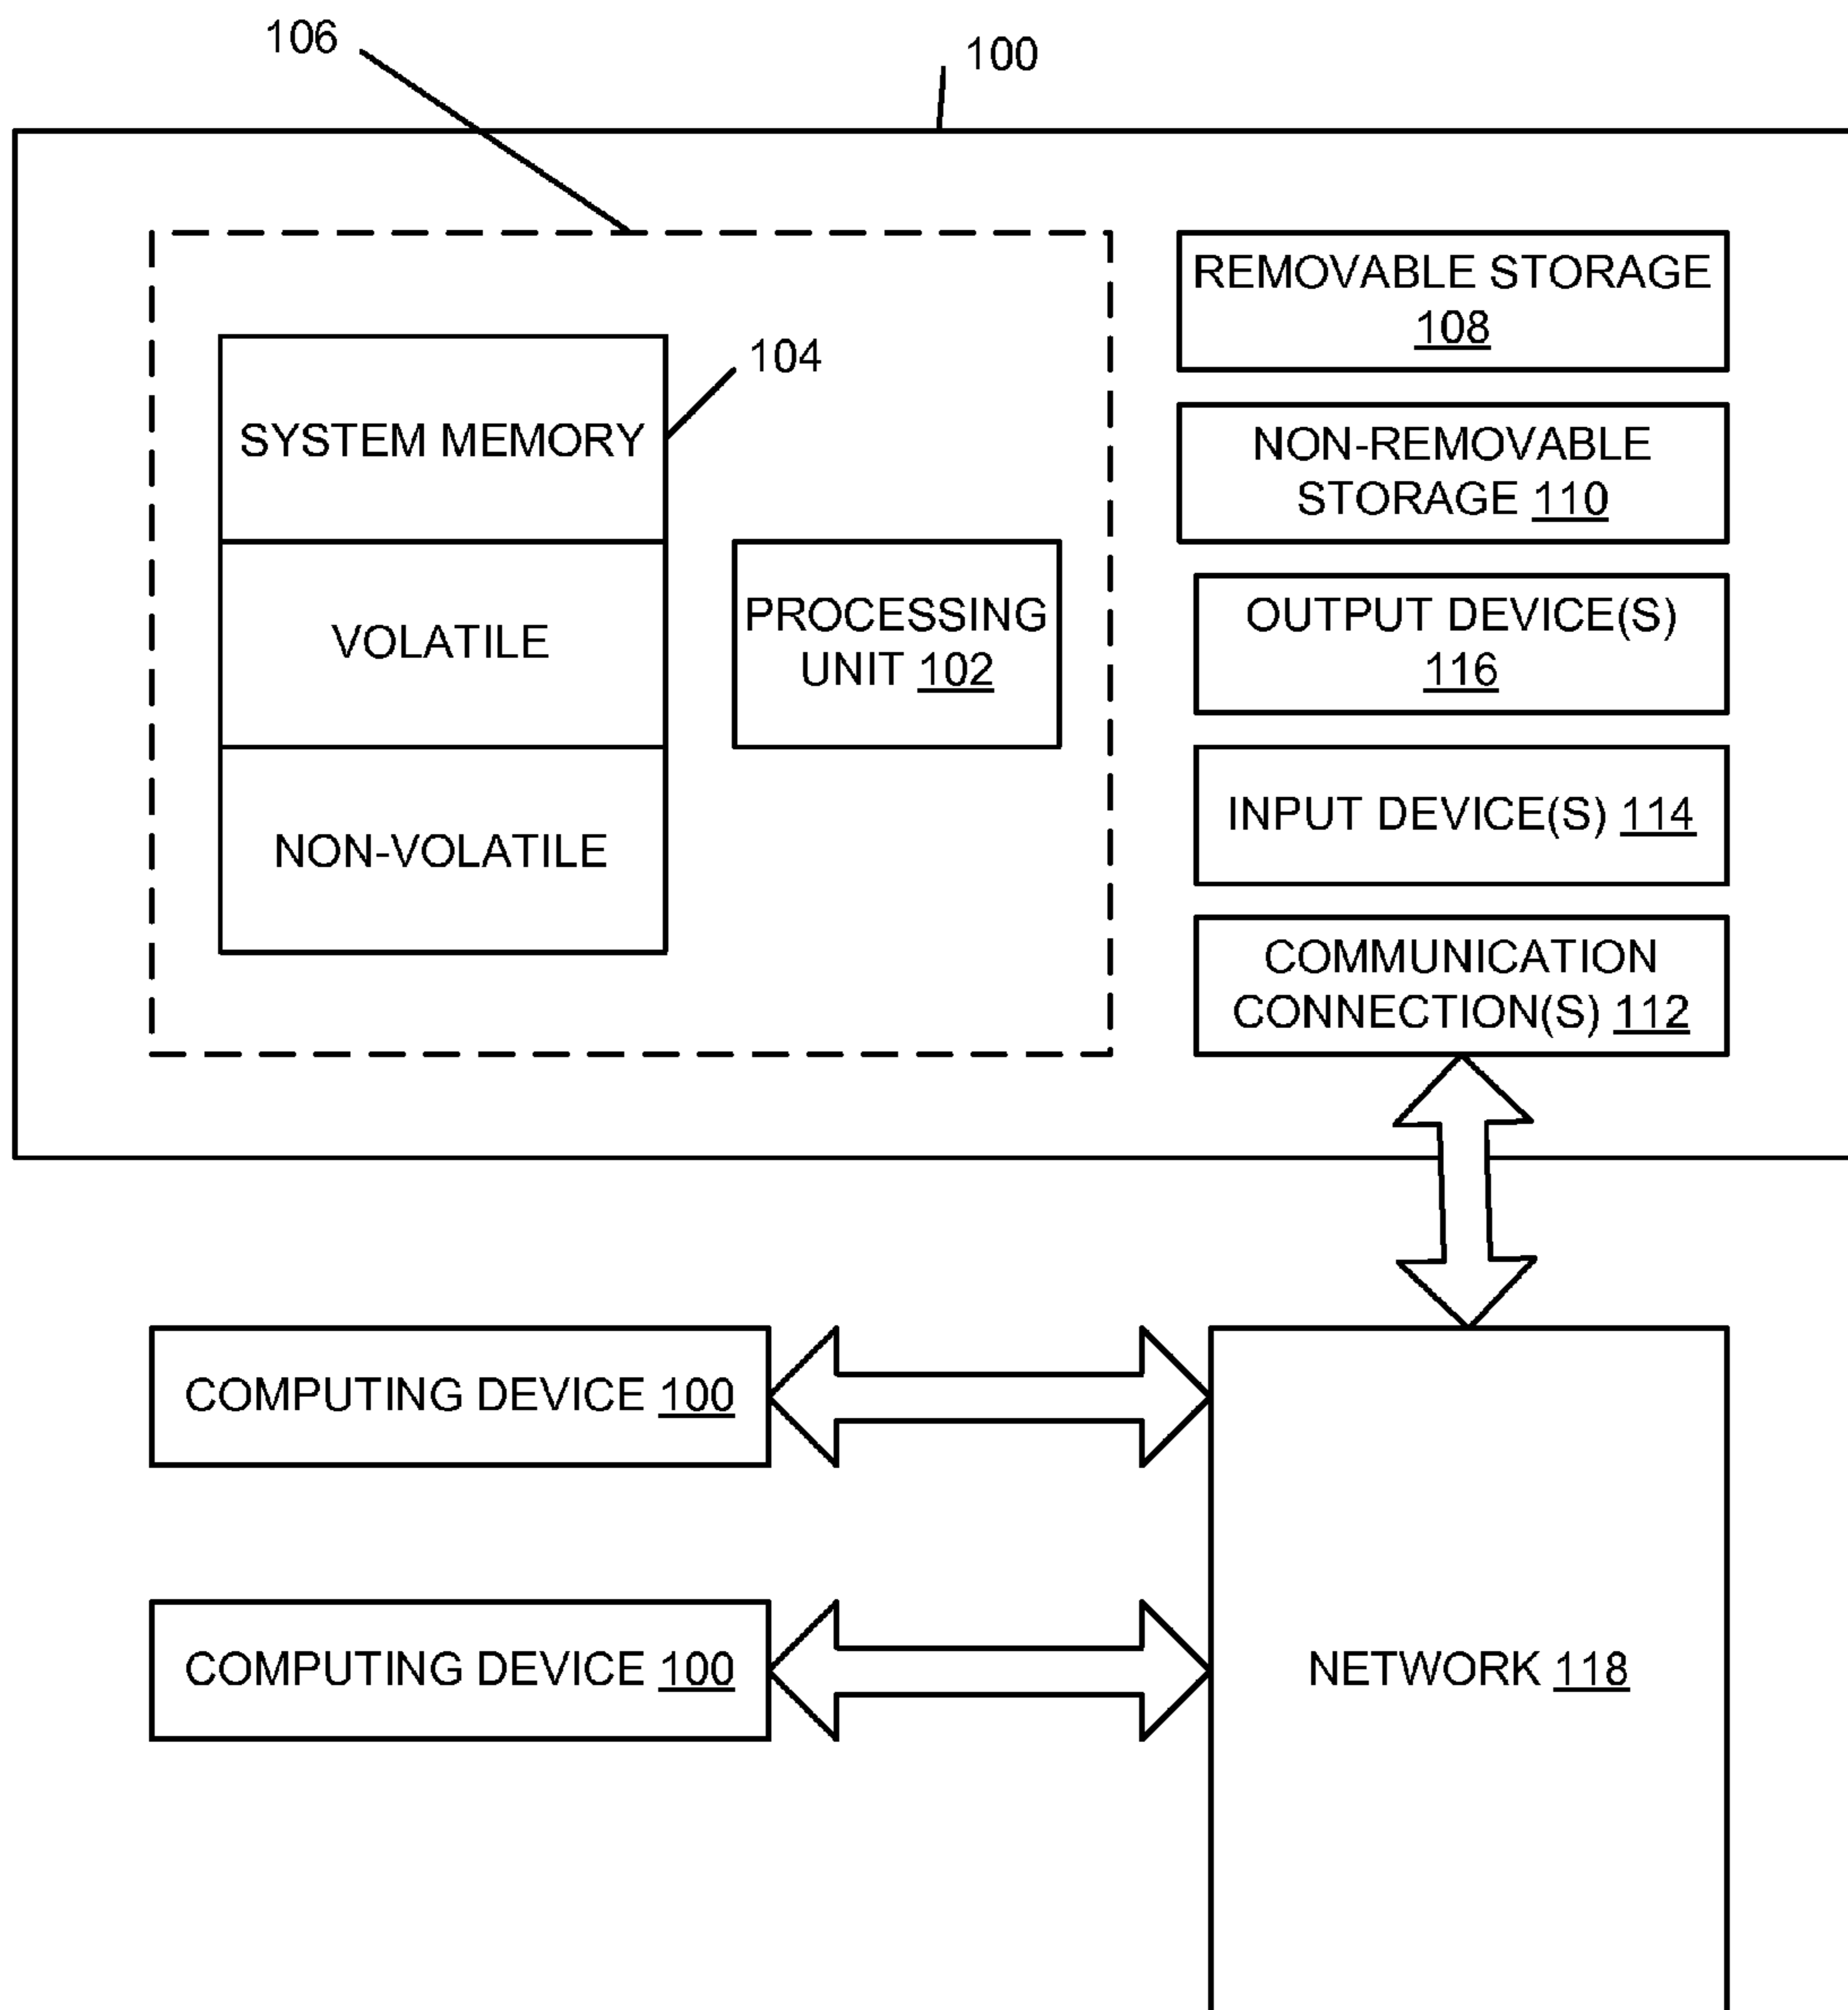 106
100
SYSTEM MEMORY
104
VOLATILE
NON-VOLATILE
PROCESSING
UNIT 102
REMOVABLE STORAGE
108
NON-REMOVABLE
STORAGE 110
OUTPUT DEVICE(S)
116
INPUT DEVICE(S) 114
COMMUNICATION
CONNECTION(S) 112
COMPUTING DEVICE 100
COMPUTING DEVICE 100
NETWORK 118